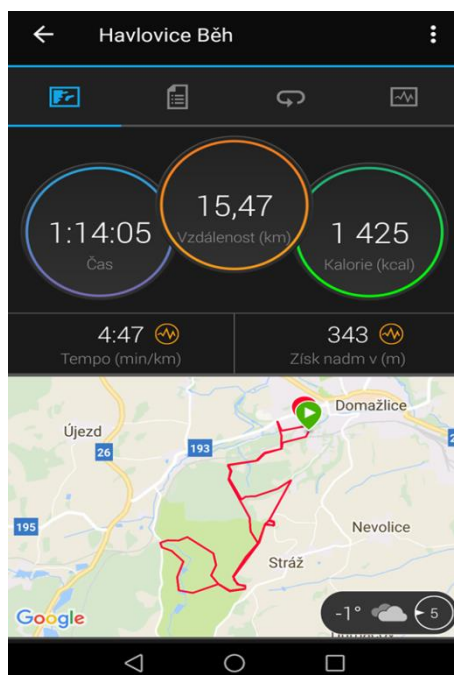 Havlovice Běh
1:14:05
Čas
15,47
Vzdálenost (km)
1 425
Kalorie (kcal)
4:47
Tempo (min/km)
343
Získ nadm v (m)
Domažlice
Újezd
26
193
2
195
Nevolice
Stráž
Google
-1°
5